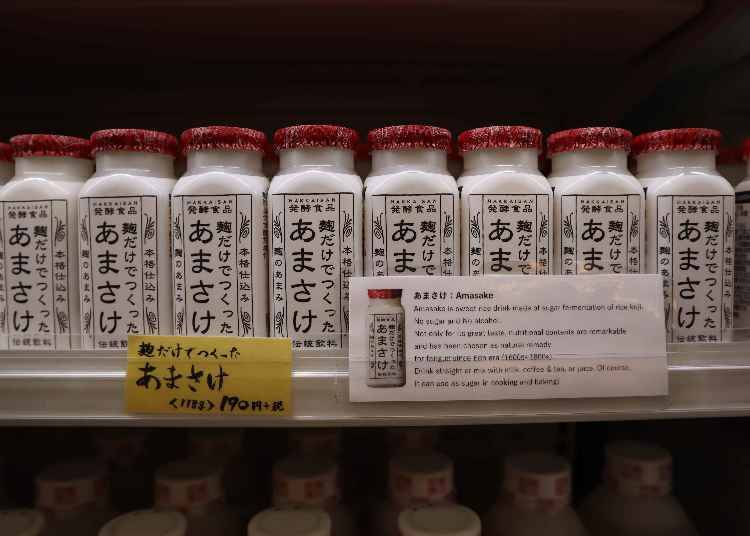 HAKKAISAN
発酵食品
麹だけでつくった
あまさけ
本格仕込み
麹のあまみ
伝統飲料
麹だけでつくった
あまさけ
<118g> 190円+税
あまさけ : Amasake
Amasake is sweet rice drink made of sugar fermentation of rice koji.
No sugar and No alcohol.
Not only for its great taste, nutritional contents are remarkable
and has been chosen as natural remedy
for fatigue since Edo era (1600s-1800s).
Drink straight or mix with milk, coffee & tea, or juice. Of course,
it can use as sugar in cooking and baking!